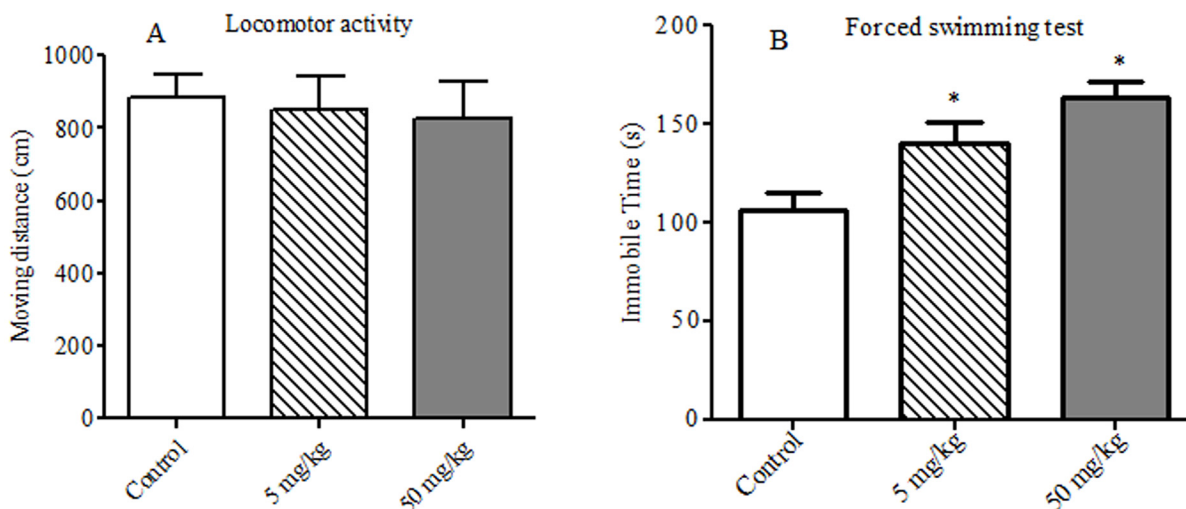 A
Locomotor activity
Moving distance (cm)
1000
800
600
400
200
0
Control
5 mg/kg
50 mg/kg
B
Forced swimming test
Immobile Time (s)
200
150
100
50
0
*
*
Control
5 mg/kg
50 mg/kg